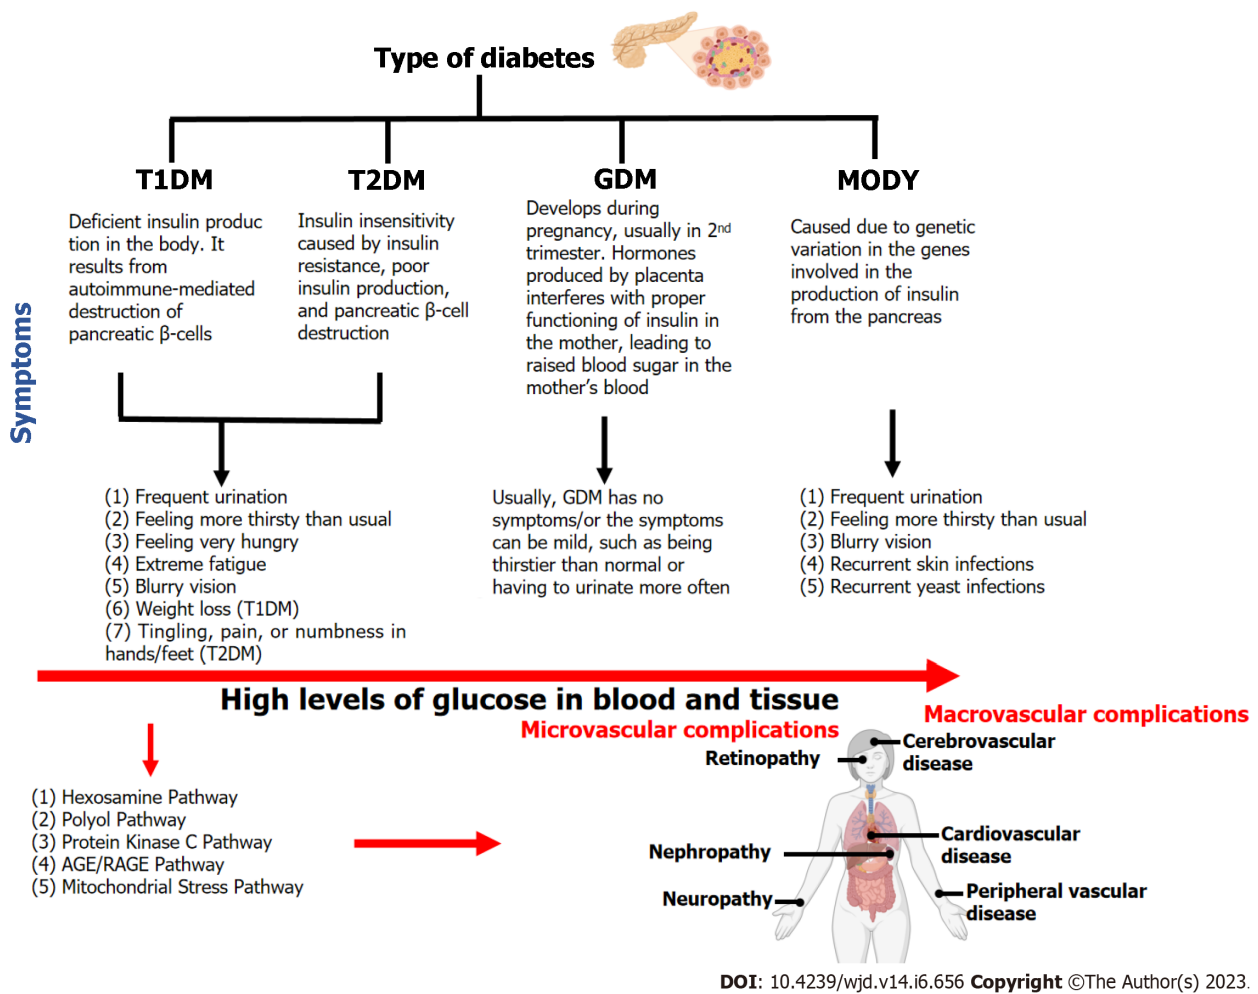 Type of diabetes
T1DM
T2DM
GDM
MODY
Deficient insulin produc
tion in the body. It
results from
autoimmune-mediated
destruction of
pancreatic β-cells
Insulin insensitivity
caused by insulin
resistance, poor
insulin production,
and pancreatic β-cell
destruction
Develops during
pregnancy, usually in 2nd
trimester. Hormones
produced by placenta
interferes with proper
functioning of insulin in
the mother, leading to
raised blood sugar in the
mother’s blood
Caused due to genetic
variation in the genes
involved in the
production of insulin
from the pancreas
Symptoms
(1) Frequent urination
(2) Feeling more thirsty than usual
(3) Feeling very hungry
(4) Extreme fatigue
(5) Blurry vision
(6) Weight loss (T1DM)
(7) Tingling, pain, or numbness in
hands/feet (T2DM)
Usually, GDM has no
symptoms/or the symptoms
can be mild, such as being
thirstier than normal or
having to urinate more often
(1) Frequent urination
(2) Feeling more thirsty than usual
(3) Blurry vision
(4) Recurrent skin infections
(5) Recurrent yeast infections
High levels of glucose in blood and tissue
Microvascular complications
Macrovascular complications
(1) Hexosamine Pathway
(2) Polyol Pathway
(3) Protein Kinase C Pathway
(4) AGE/RAGE Pathway
(5) Mitochondrial Stress Pathway
Retinopathy
Nephropathy
Neuropathy
Cerebrovascular
disease
Cardiovascular
disease
Peripheral vascular
disease
DOI: 10.4239/wjd.v14.i6.656 Copyright ©The Author(s) 2023.